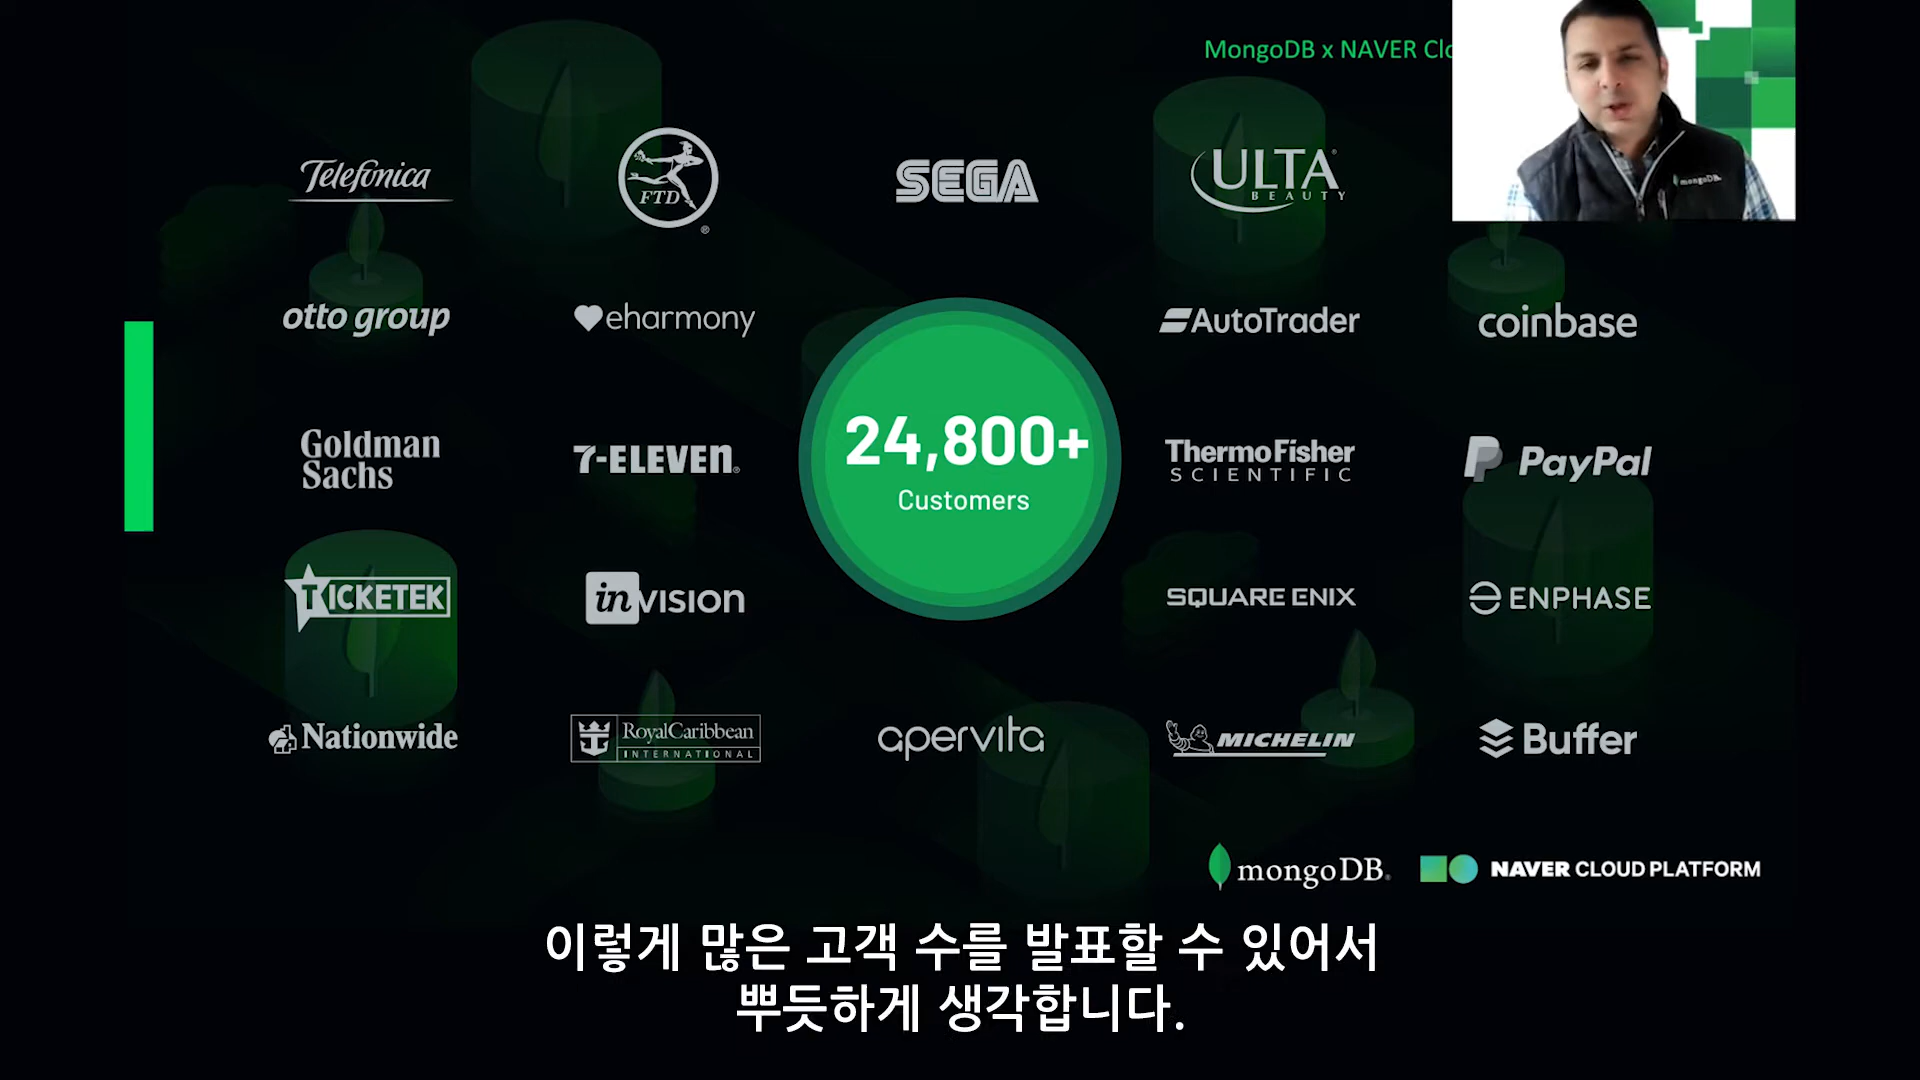 MongoDB x NAVER Clo
mongoDB.
Telefónica
FTD
®
SEGA
ULTA
BEAUTY
otto group
eharmony
AutoTrader
coinbase
Goldman
Sachs
7-ELEVEN®
24,800+
Customers
ThermoFisher
SCIENTIFIC
PayPal
TICKETEK
invision
SQUARE ENIX
ENPHASE
Nationwide
RoyalCaribbean
INTERNATIONAL
apervita
MICHELIN
Buffer
mongoDB®
NAVER CLOUD PLATFORM
이렇게 많은 고객 수를 발표할 수 있어서
뿌듯하게 생각합니다.